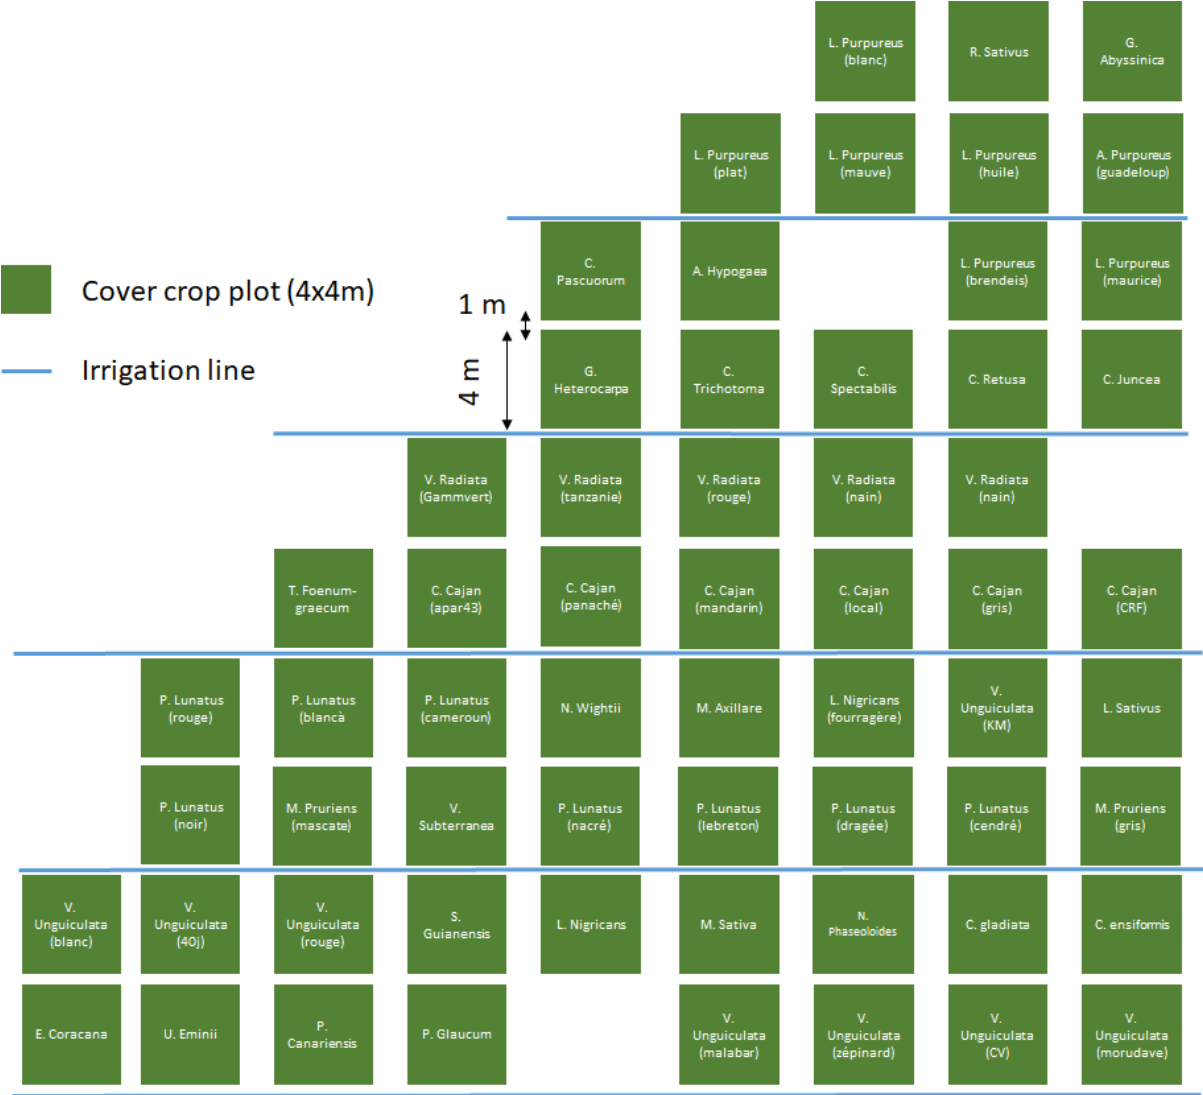 L. Purpureus
(blanc)
R. Sativus
G.
Abyssinica
L. Purpureus
(plat)
L. Purpureus
(mauve)
L. Purpureus
(huile)
A. Purpureus
(guadeloup)
Cover crop plot (4x4m)
Irrigation line
1 m
4 m
C.
Pascuorum
A. Hypogaea
L. Purpureus
(brendeis)
L. Purpureus
(maurice)
G.
Heterocarpa
C.
Trichotoma
C.
Spectabilis
C. Retusa
C. Juncea
V. Radiata
(Gammvert)
V. Radiata
(tanzanie)
V. Radiata
(rouge)
V. Radiata
(nain)
V. Radiata
(nain)
T. Foenum-
graecum
C. Cajan
(apar43)
C. Cajan
(panaché)
C. Cajan
(mandarin)
C. Cajan
(local)
C. Cajan
(gris)
C. Cajan
(CRF)
P. Lunatus
(rouge)
P. Lunatus
(blancà
P. Lunatus
(cameroun)
N. Wightii
M. Axillare
L. Nigricans
(fourragère)
V.
Unguiculata
(KM)
L. Sativus
P. Lunatus
(noir)
M. Pruriens
(mascate)
V.
Subterranea
P. Lunatus
(nacré)
P. Lunatus
(lebreton)
P. Lunatus
(dragée)
P. Lunatus
(cendré)
M. Pruriens
(gris)
V.
Unguiculata
(blanc)
V.
Unguiculata
(40j)
V.
Unguiculata
(rouge)
S.
Guianensis
L. Nigricans
M. Sativa
N.
Phaseoloides
C. gladiata
C. ensiformis
E. Coracana
U. Eminii
P.
Canariensis
P. Glaucum
V.
Unguiculata
(malabar)
V.
Unguiculata
(zépinard)
V.
Unguiculata
(CV)
V.
Unguiculata
(morudave)